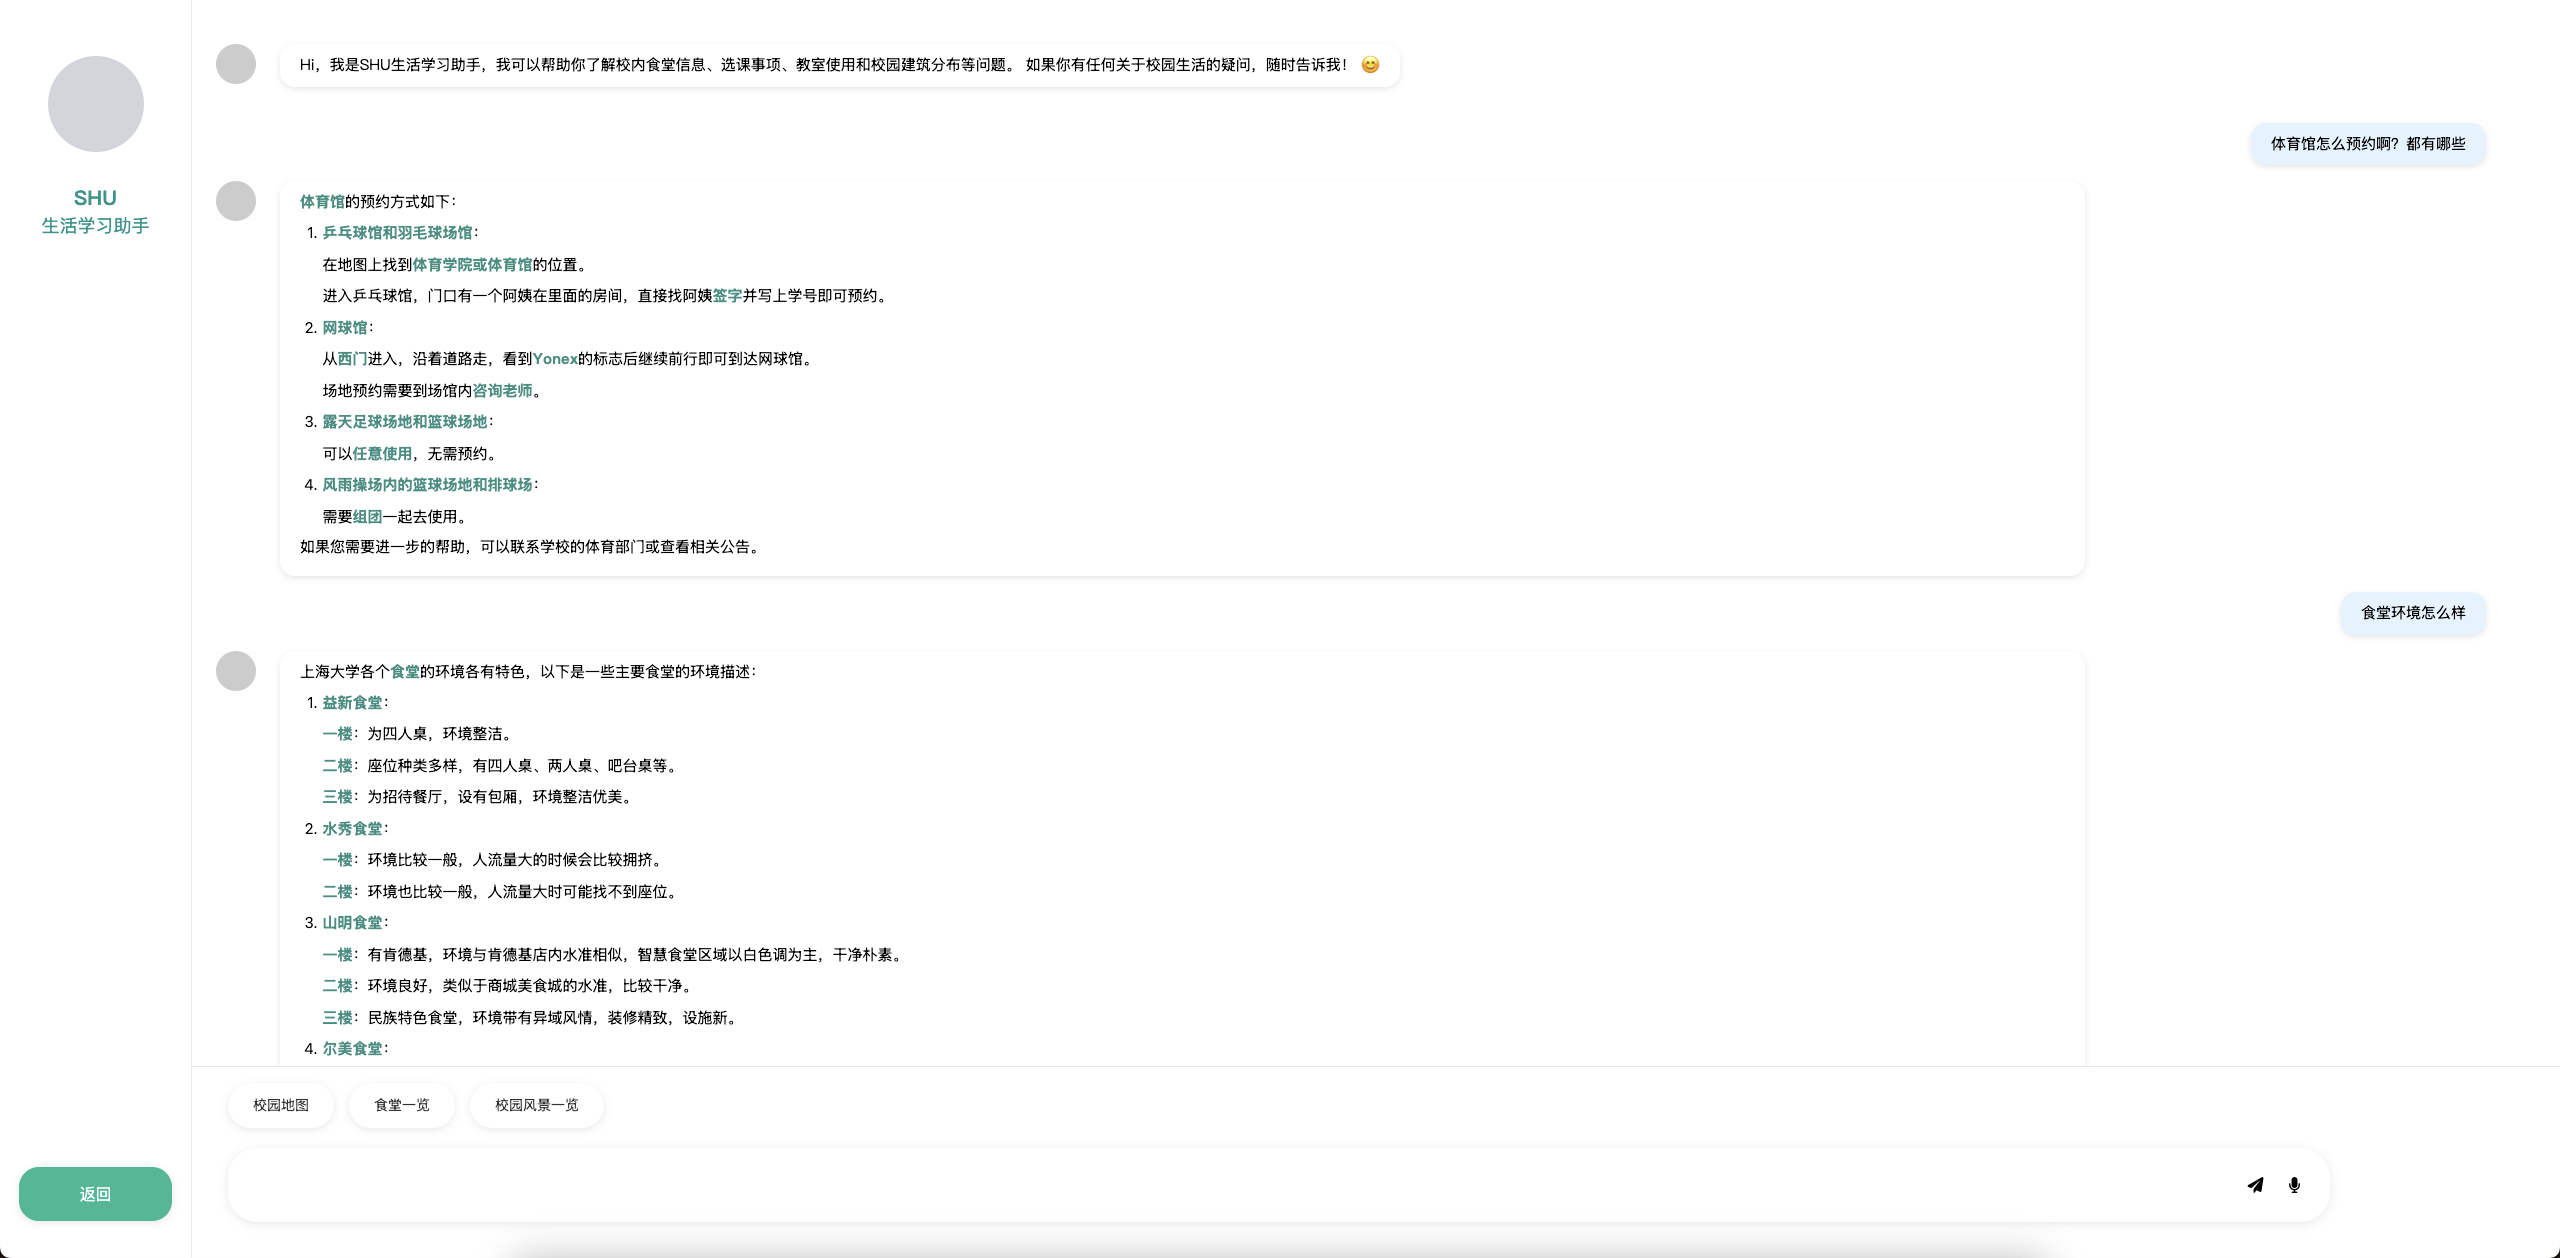 SHU
生活学习助手
返回
Hi，我是SHU生活学习助手，我可以帮助你了解校内食堂信息、选课事项、教室使用和校园建筑分布等问题。 如果你有任何关于校园生活的疑问，随时告诉我！ 😊
体育馆怎么预约啊？都有哪些
体育馆的预约方式如下：
1. 乒乓球馆和羽毛球场馆：
在地图上找到体育学院或体育馆的位置。
进入乒乓球馆，门口有一个阿姨在里面的房间，直接找阿姨签字并写上学号即可预约。
2. 网球馆：
从西门进入，沿着道路走，看到Yonex的标志后继续前行即可到达网球馆。
场地预约需要到场馆内咨询老师。
3. 露天足球场地和篮球场地：
可以任意使用，无需预约。
4. 风雨操场内的篮球场地和排球场：
需要组团一起去使用。
如果您需要进一步的帮助，可以联系学校的体育部门或查看相关公告。
食堂环境怎么样
上海大学各个食堂的环境各有特色，以下是一些主要食堂的环境描述：
1. 益新食堂：
一楼：为四人桌，环境整洁。
二楼：座位种类多样，有四人桌、两人桌、吧台桌等。
三楼：为招待餐厅，设有包厢，环境整洁优美。
2. 水秀食堂：
一楼：环境比较一般，人流量大的时候会比较拥挤。
二楼：环境也比较一般，人流量大时可能找不到座位。
3. 山明食堂：
一楼：有肯德基，环境与肯德基店内水准相似，智慧食堂区域以白色调为主，干净朴素。
二楼：环境良好，类似于商城美食城的水准，比较干净。
三楼：民族特色食堂，环境带有异域风情，装修精致，设施新。
4. 尔美食堂：
校园地图
食堂一览
校园风景一览